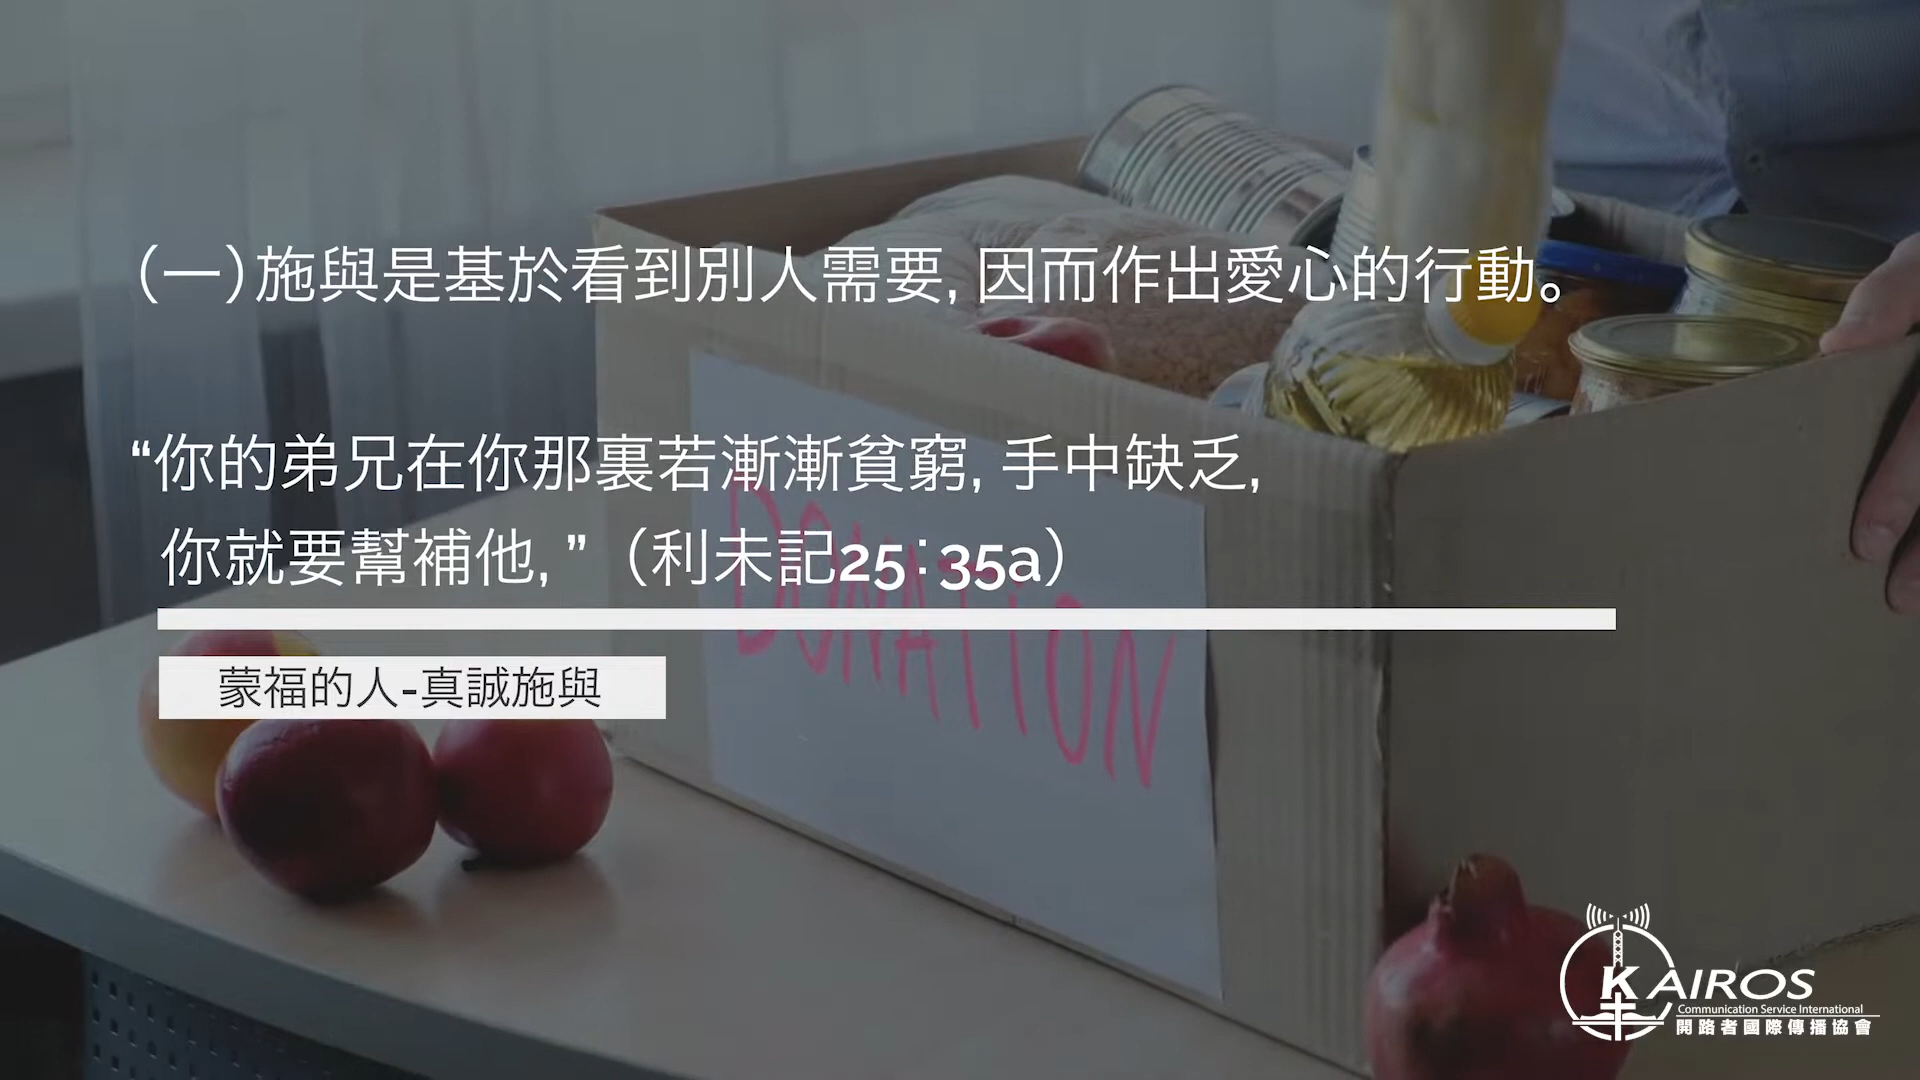 （一）施與是基於看到別人需要, 因而作出愛心的行動。
“你的弟兄在你那裏若漸漸貧窮, 手中缺乏,
你就要幫補他, ”（利未記25:35a）
蒙福的人-真誠施與
DONATION
KAIROS
Communication Service International
開路者國際傳播協會